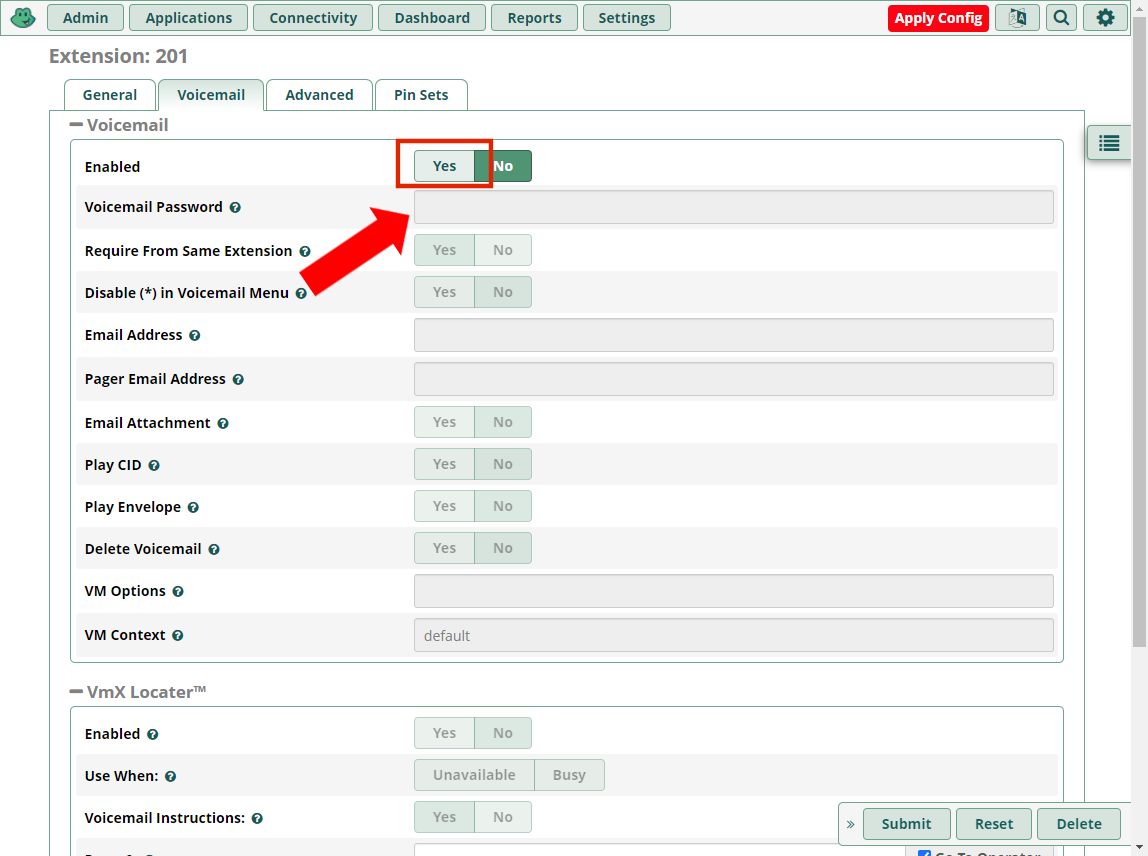 Admin Applications Connectivity Dashboard Reports Settings Apply Config
Extension: 201
General Voicemail Advanced Pin Sets
Voicemail
Enabled Yes No
Voicemail Password
Require From Same Extension Yes No
Disable (*) in Voicemail Menu Yes No
Email Address
Pager Email Address
Email Attachment Yes No
Play CID Yes No
Play Envelope Yes No
Delete Voicemail Yes No
VM Options
VM Context default
VmX Locater™
Enabled Yes No
Use When: Unavailable Busy
Voicemail Instructions: Yes No
» Submit Reset Delete
Go To Operator